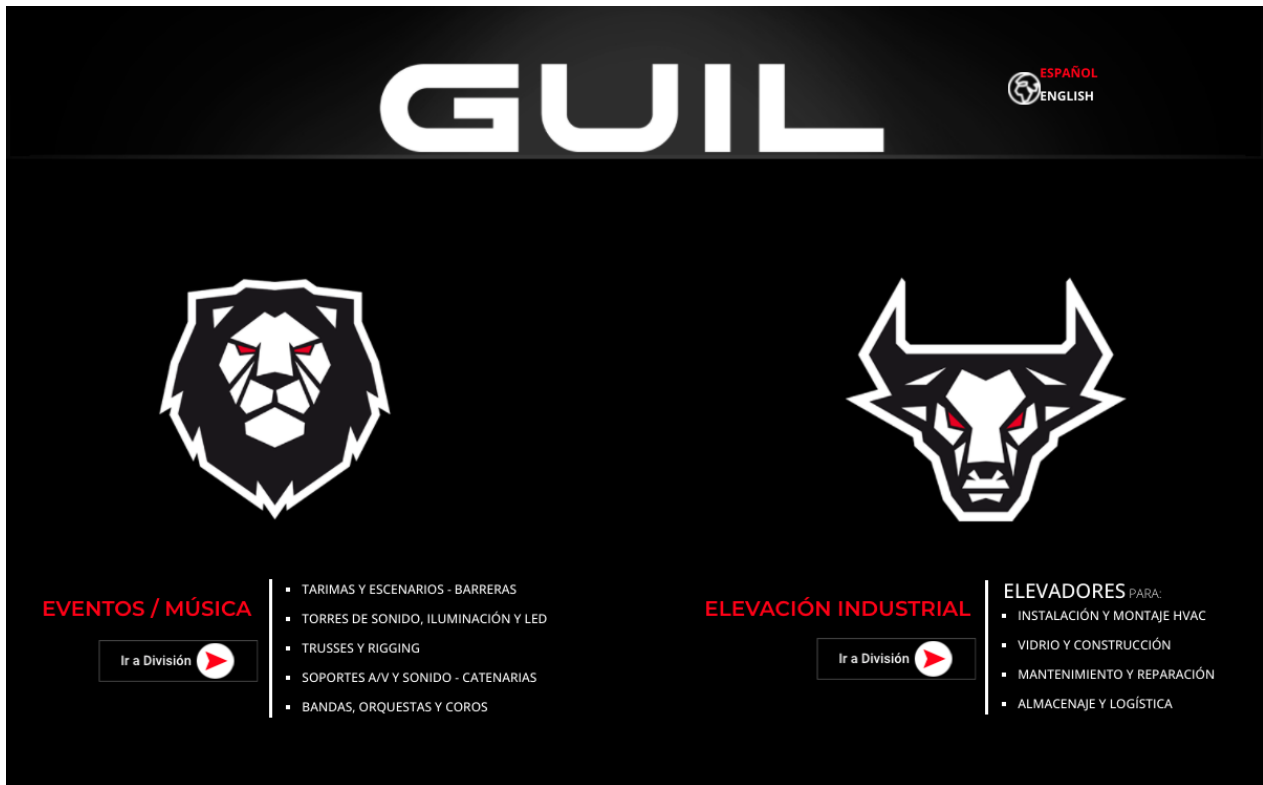 GUIL
ESPAÑOL
ENGLISH
EVENTOS / MÚSICA
Ir a División
TARIMAS Y ESCENARIOS - BARRERAS
TORRES DE SONIDO, ILUMINACIÓN Y LED
TRUSSES Y RIGGING
SOPORTES A/V Y SONIDO - CATENARIAS
BANDAS, ORQUESTAS Y COROS
ELEVACIÓN INDUSTRIAL
Ir a División
ELEVADORES PARA:
INSTALACIÓN Y MONTAJE HVAC
VIDRIO Y CONSTRUCCIÓN
MANTENIMIENTO Y REPARACIÓN
ALMACENAJE Y LOGÍSTICA